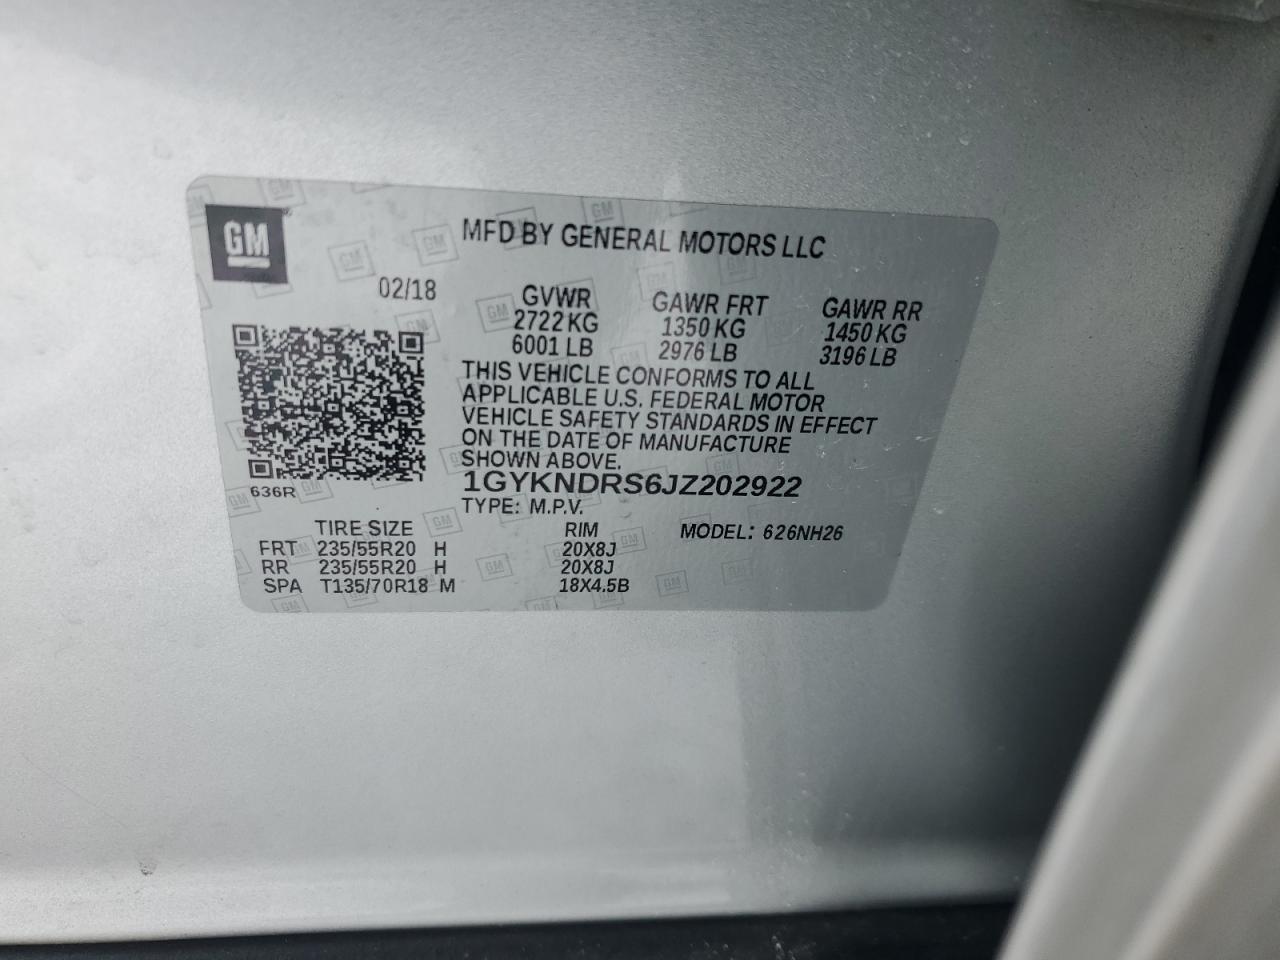 GM
MFD BY GENERAL MOTORS LLC
02/18
GVWR GAWR FRT GAWR RR
2722 KG 1350 KG 1450 KG
6001 LB 2976 LB 3196 LB
THIS VEHICLE CONFORMS TO ALL
APPLICABLE U.S. FEDERAL MOTOR
VEHICLE SAFETY STANDARDS IN EFFECT
ON THE DATE OF MANUFACTURE
SHOWN ABOVE.
636R
1GYKNDRS6JZ202922
TYPE: M.P.V.
TIRE SIZE RIM MODEL: 626NH26
FRT 235/55R20 H 20X8J
RR 235/55R20 H 20X8J
SPA T135/70R18 M 18X4.5B